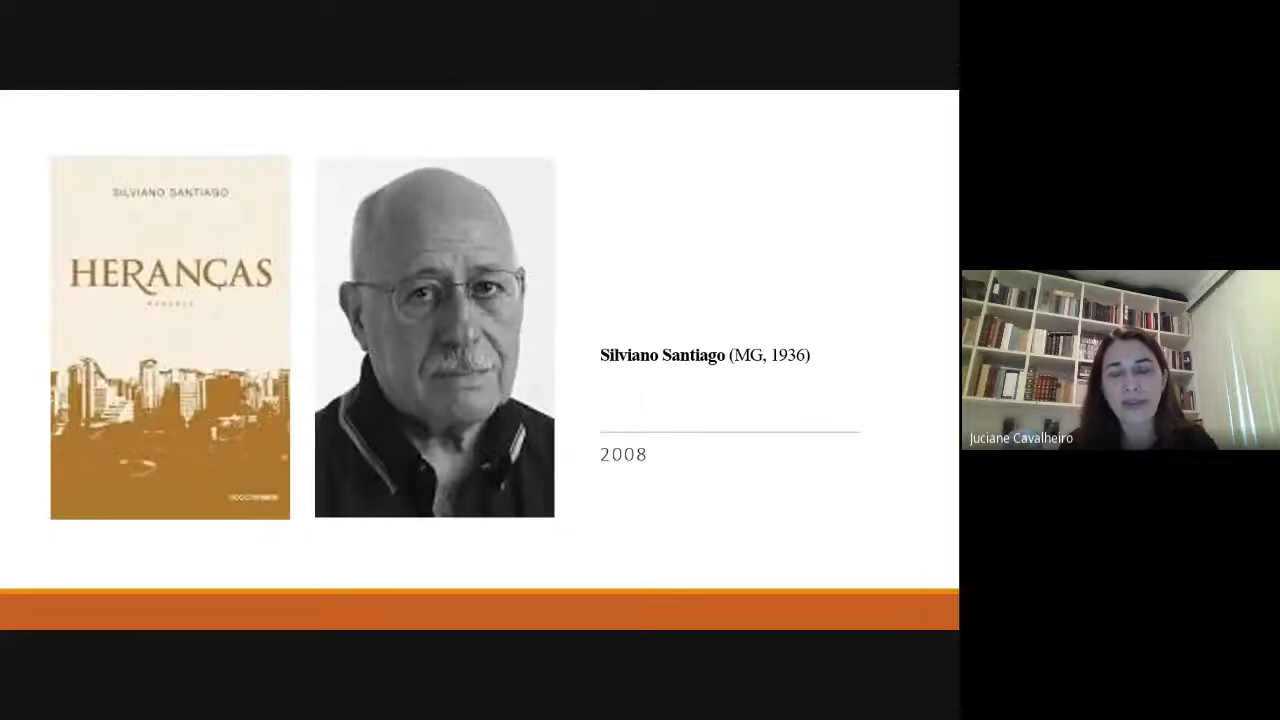 SILVIANO SANTIAGO
HERANÇAS
Silviano Santiago (MG, 1936)
2008
Juciane Cavalheiro